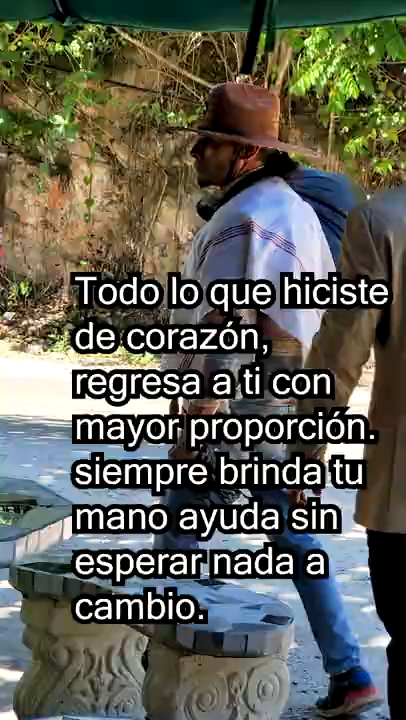 Todo lo que hiciste
de corazón,
regresa a ti con
mayor proporción.
siempre brinda tu
mano ayuda sin
esperar nada a
cambio.